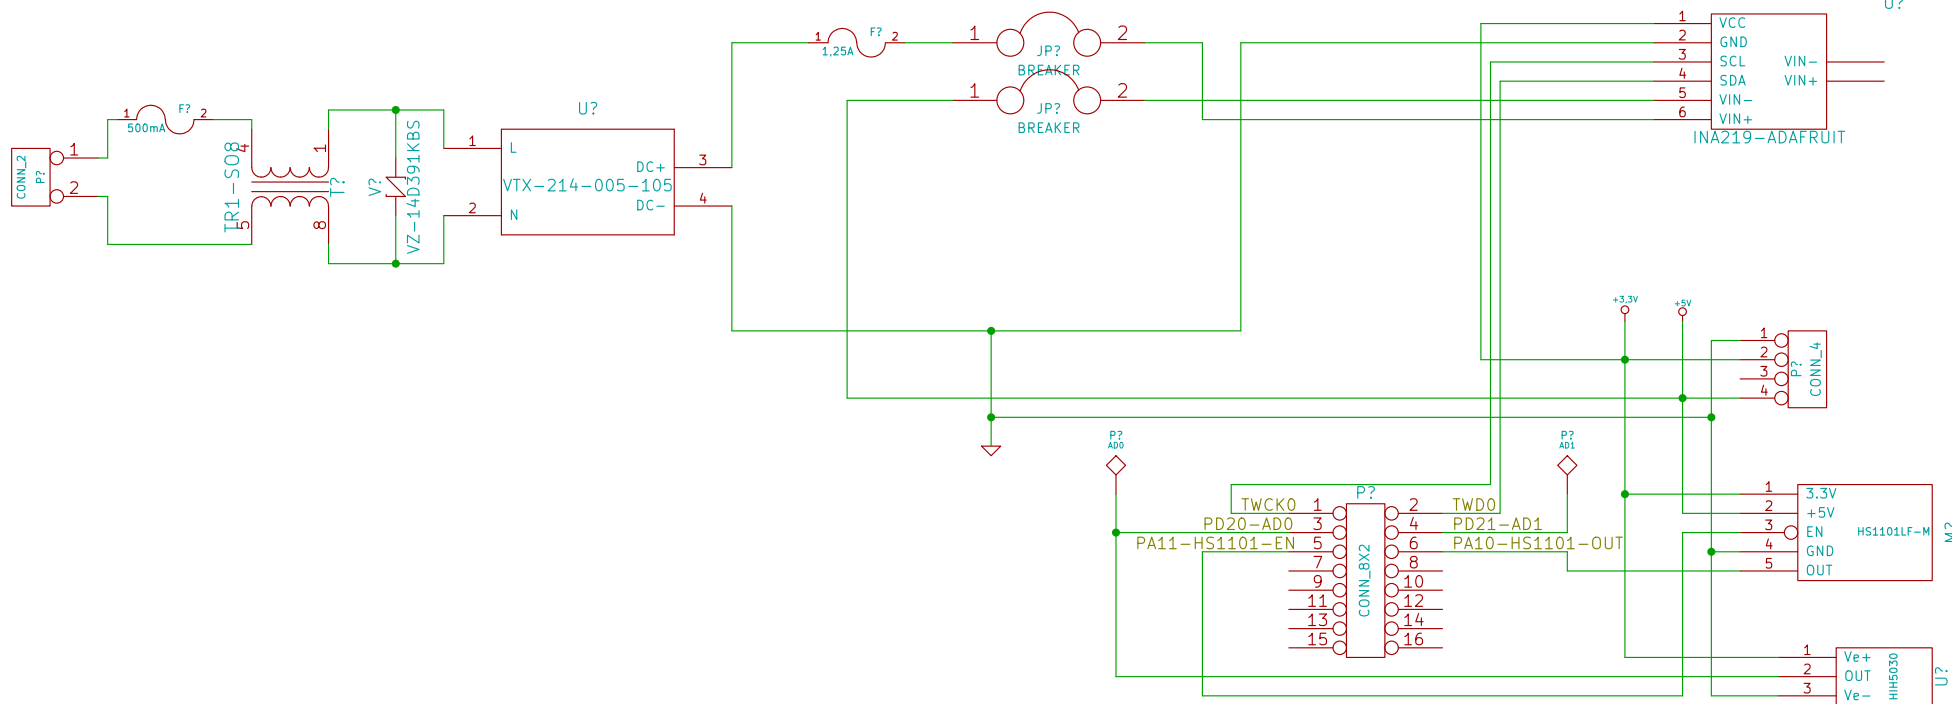 CONN_2
P?
1
2
1
F?
2
500mA
TR1-SO8
4
1
5
8
T?
V?
VZ-14D391KBS
U?
1
L
2
N
VTX-214-005-105
DC+
3
DC-
4
1
F?
2
1,25A
1
JP?
2
BREAKER
1
JP?
2
BREAKER
U?
1
VCC
2
GND
3
SCL
VIN-
4
SDA
VIN+
5
VIN-
6
VIN+
INA219-ADAFRUIT
+3,3V
+5V
1
2
3
4
P?
CONN_4
P?
AD0
P?
AD1
P?
TWCK0
1
2
TWD0
PD20-AD0
3
4
PD21-AD1
PA11-HS1101-EN
5
6
PA10-HS1101-OUT
7
8
9
10
11
12
13
14
15
16
CONN_8X2
1
3.3V
2
+5V
3
EN
4
GND
5
OUT
HS1101LF-M
M?
1
Ve+
2
OUT
3
Ve-
HIH5030
U?